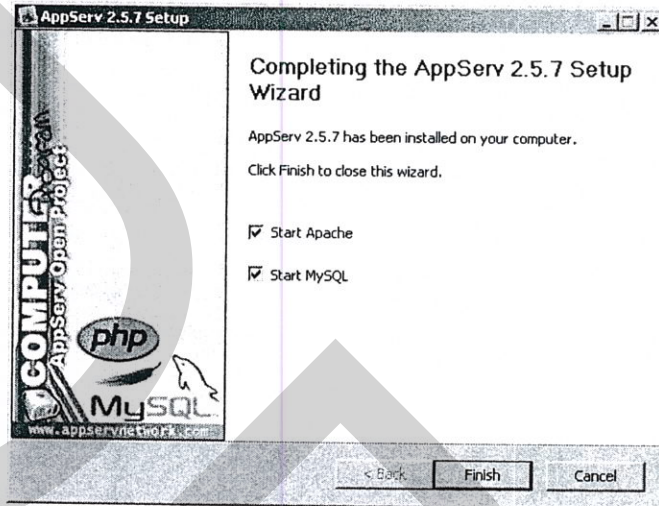 AppServ 2.5.7 Setup
Completing the AppServ 2.5.7 Setup
Wizard
AppServ 2.5.7 has been installed on your computer.
Click Finish to close this wizard.
Start Apache
Start MySQL
COMPUTER
AppServ Open Project
php
MySQL
www.appservnetwork.com
< Back
Finish
Cancel